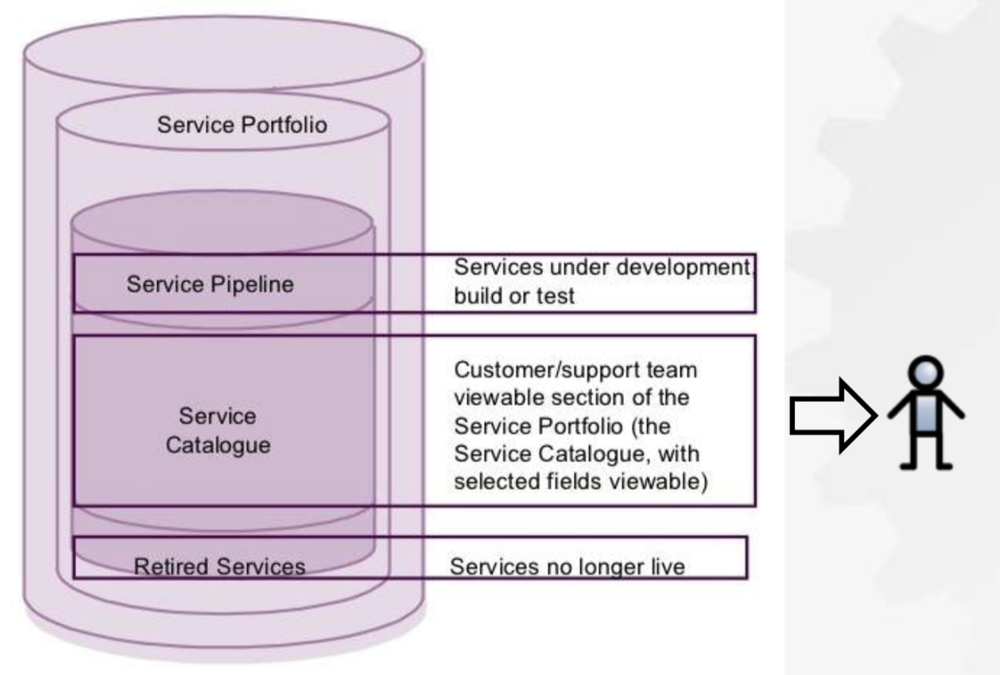 Service Portfolio
Service Pipeline
Services under development,
build or test
Service
Catalogue
Customer/support team
viewable section of the
Service Portfolio (the
Service Catalogue, with
selected fields viewable)
Retired Services
Services no longer live